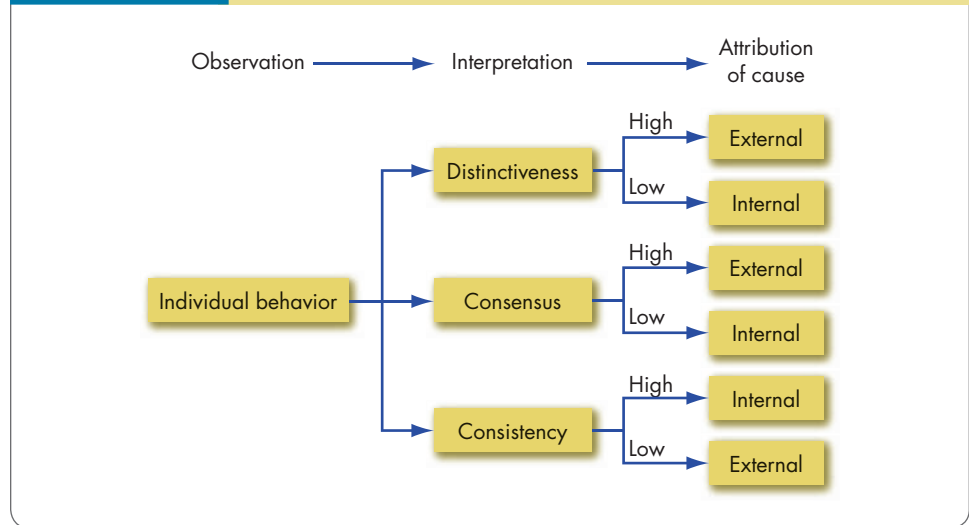 Observation
Interpretation
Attribution
of cause
High
External
Distinctiveness
Low
Internal
High
External
Individual behavior
Consensus
Low
Internal
High
Internal
Consistency
Low
External